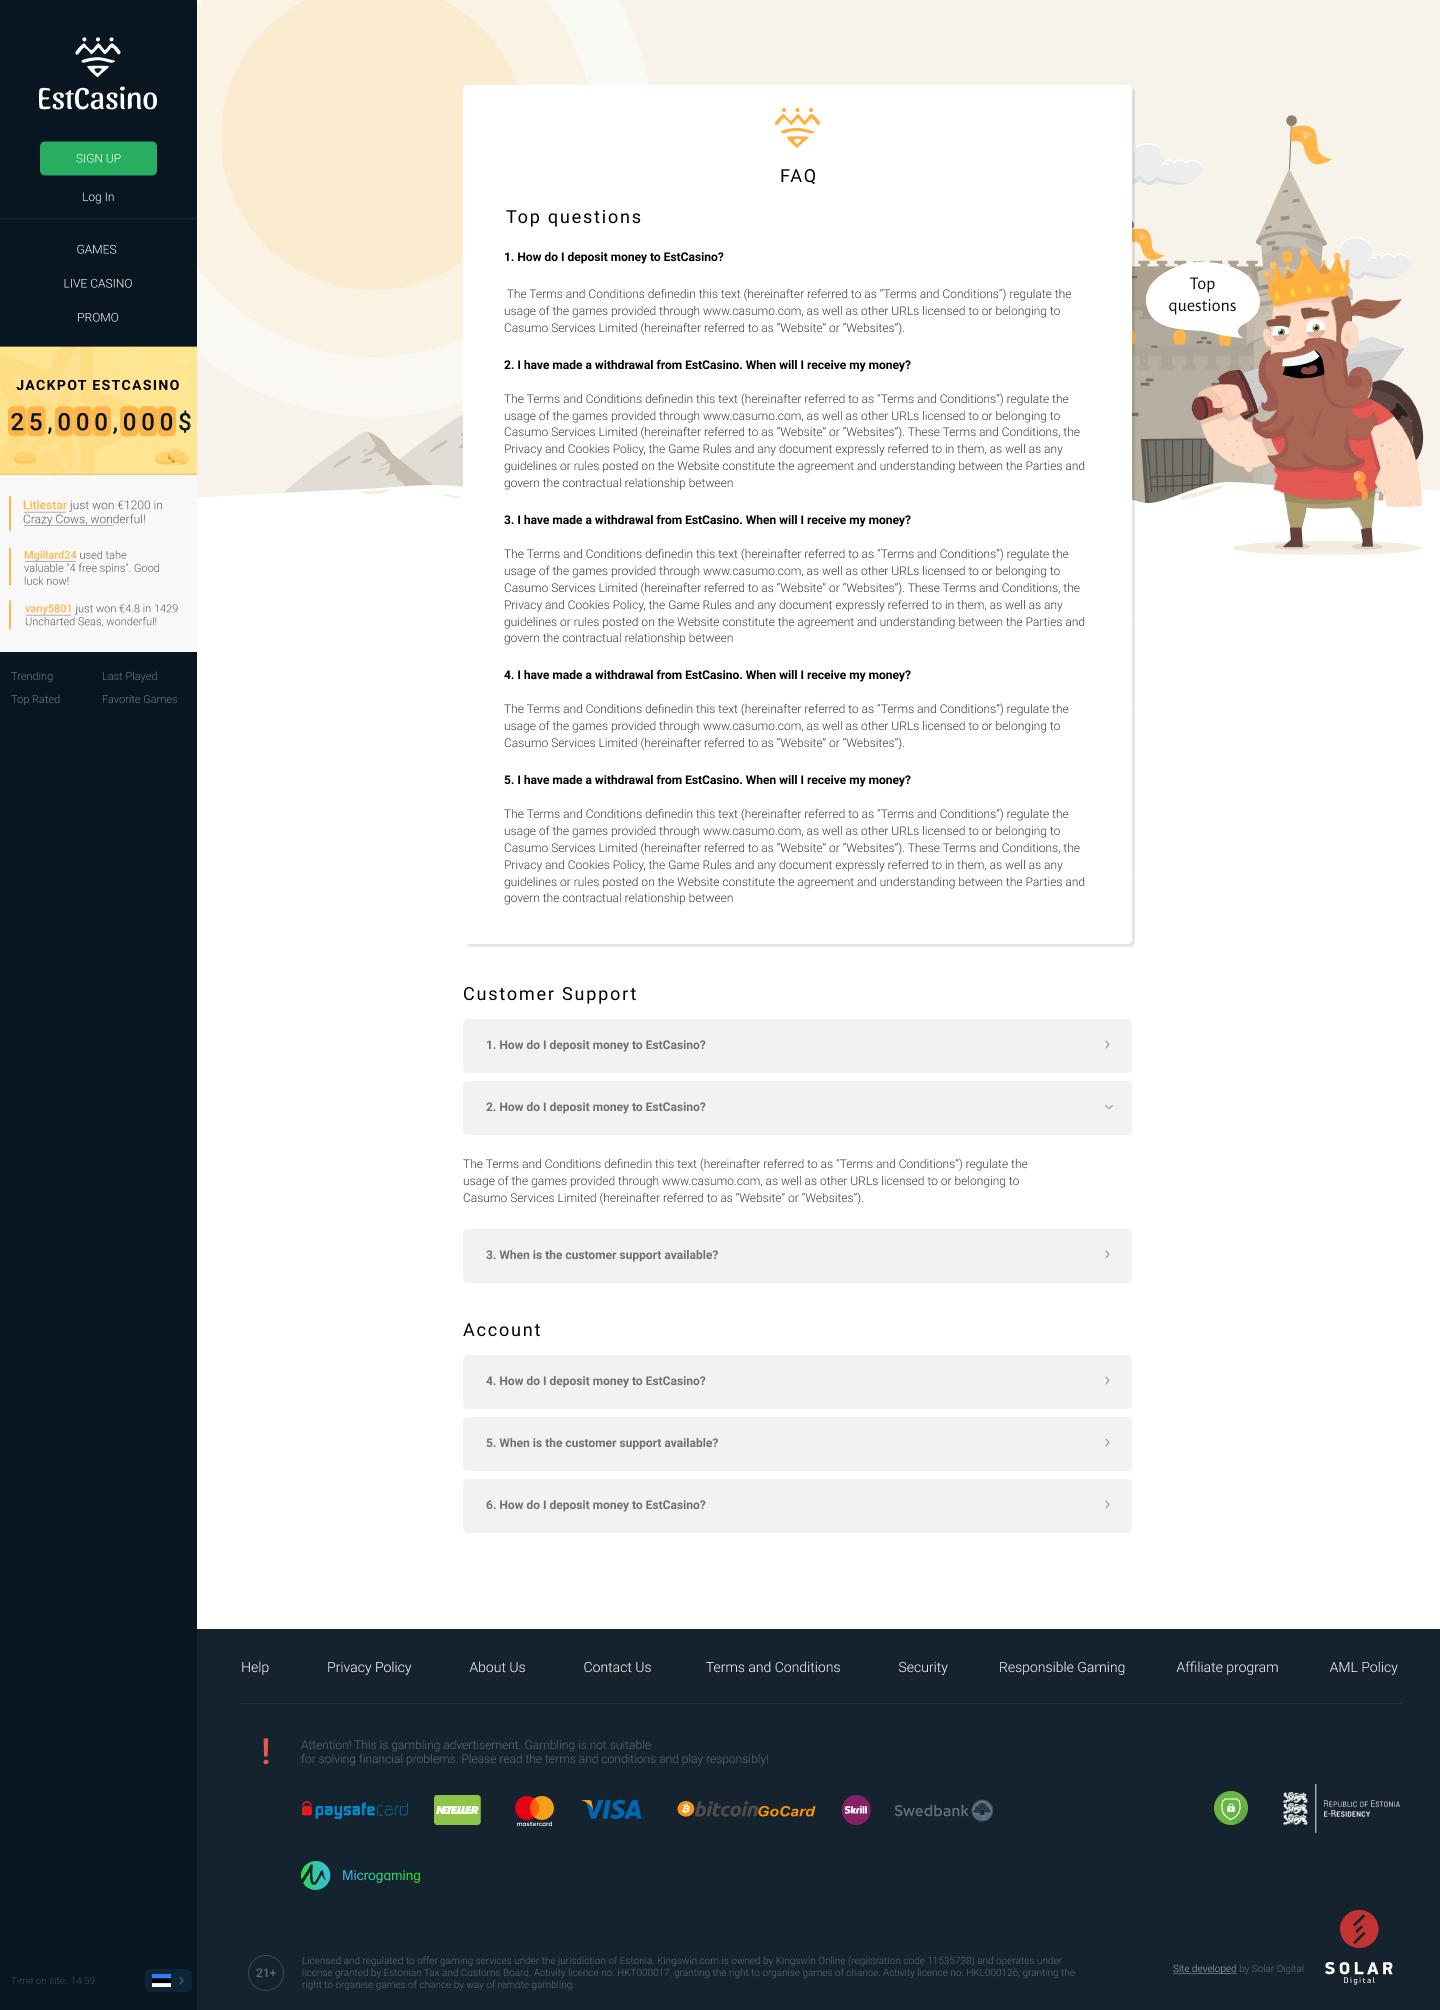 EstCasino
SIGN UP
Log In
GAMES
LIVE CASINO
PROMO
JACKPOT ESTCASINO
25,000,000$
Litlestar just won €1200 in
Crazy Cows, wonderful!
Mgillard24 used tahe
valuable "4 free spins". Good
luck now!
vany5801 just won €4.8 in 1429
Uncharted Seas, wonderful!
Trending
Last Played
Top Rated
Favorite Games
Time on site: 14:59
FAQ
Top questions
1. How do I deposit money to EstCasino?
The Terms and Conditions definedin this text (hereinafter referred to as “Terms and Conditions”) regulate the
usage of the games provided through www.casumo.com, as well as other URLs licensed to or belonging to
Casumo Services Limited (hereinafter referred to as “Website” or “Websites”).
2. I have made a withdrawal from EstCasino. When will I receive my money?
The Terms and Conditions definedin this text (hereinafter referred to as “Terms and Conditions”) regulate the
usage of the games provided through www.casumo.com, as well as other URLs licensed to or belonging to
Casumo Services Limited (hereinafter referred to as “Website” or “Websites”). These Terms and Conditions, the
Privacy and Cookies Policy, the Game Rules and any document expressly referred to in them, as well as any
guidelines or rules posted on the Website constitute the agreement and understanding between the Parties and
govern the contractual relationship between
3. I have made a withdrawal from EstCasino. When will I receive my money?
The Terms and Conditions definedin this text (hereinafter referred to as “Terms and Conditions”) regulate the
usage of the games provided through www.casumo.com, as well as other URLs licensed to or belonging to
Casumo Services Limited (hereinafter referred to as “Website” or “Websites”). These Terms and Conditions, the
Privacy and Cookies Policy, the Game Rules and any document expressly referred to in them, as well as any
guidelines or rules posted on the Website constitute the agreement and understanding between the Parties and
govern the contractual relationship between
4. I have made a withdrawal from EstCasino. When will I receive my money?
The Terms and Conditions definedin this text (hereinafter referred to as “Terms and Conditions”) regulate the
usage of the games provided through www.casumo.com, as well as other URLs licensed to or belonging to
Casumo Services Limited (hereinafter referred to as “Website” or “Websites”).
5. I have made a withdrawal from EstCasino. When will I receive my money?
The Terms and Conditions definedin this text (hereinafter referred to as “Terms and Conditions”) regulate the
usage of the games provided through www.casumo.com, as well as other URLs licensed to or belonging to
Casumo Services Limited (hereinafter referred to as “Website” or “Websites”). These Terms and Conditions, the
Privacy and Cookies Policy, the Game Rules and any document expressly referred to in them, as well as any
guidelines or rules posted on the Website constitute the agreement and understanding between the Parties and
govern the contractual relationship between
Top
questions
Customer Support
1. How do I deposit money to EstCasino?
2. How do I deposit money to EstCasino?
The Terms and Conditions definedin this text (hereinafter referred to as “Terms and Conditions”) regulate the
usage of the games provided through www.casumo.com, as well as other URLs licensed to or belonging to
Casumo Services Limited (hereinafter referred to as “Website” or “Websites”).
3. When is the customer support available?
Account
4. How do I deposit money to EstCasino?
5. When is the customer support available?
6. How do I deposit money to EstCasino?
Help
Privacy Policy
About Us
Contact Us
Terms and Conditions
Security
Responsible Gaming
Affiliate program
AML Policy
Attention! This is gambling advertisement. Gambling is not suitable
for solving financial problems. Please read the terms and conditions and play responsibly!
paysafecard
NETELLER
mastercard
VISA
bitcoin
GoCard
Skrill
Swedbank
REPUBLIC OF ESTONIA
E-RESIDENCY
Microgaming
21+
Licensed and regulated to offer gaming services under the jurisdiction of Estonia. Kingswin.com is owned by Kingswin Online (registration code 11535738) and operates under
license granted by Estonian Tax and Customs Board. Activity licence no. HKT000017, granting the right to organise games of chance. Activity licence no. HKL000126, granting the
right to organise games of chance by way of remote gambling.
Site developed by Solar Digital
SOLAR
Digital